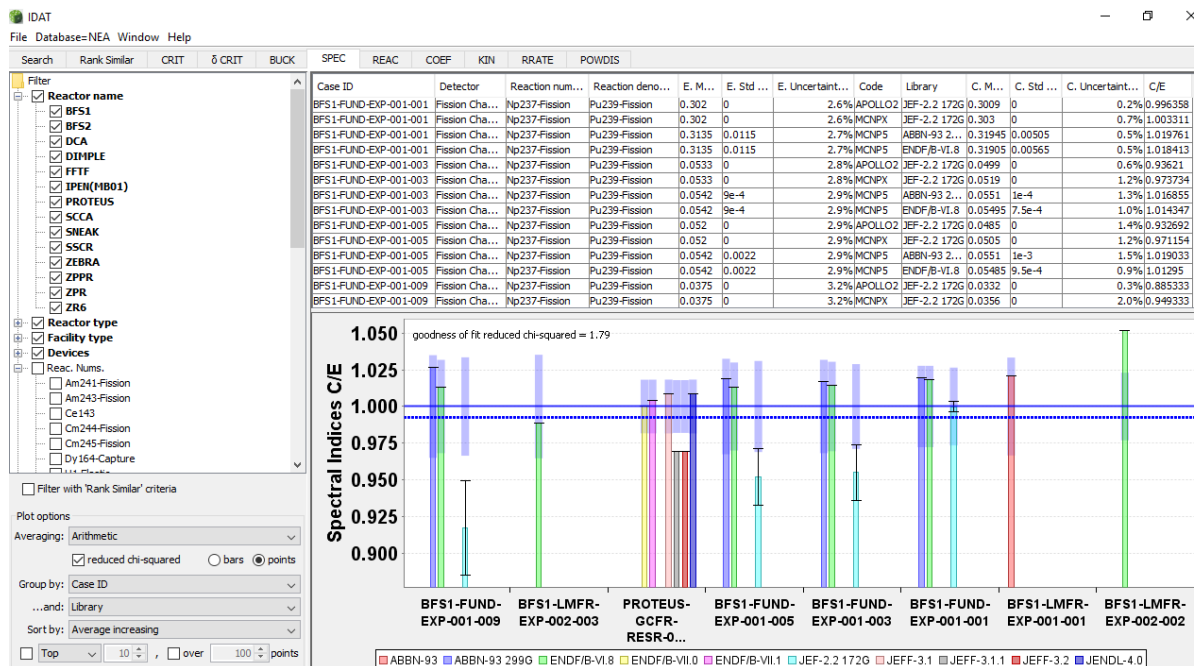 IDAT
File Database=NEA Window Help
Search Rank Similar CRIT δ CRIT BUCK SPEC REAC COEF KIN RRATE POWDIS
Filter
Reactor name
BFS1
BFS2
DCA
DIMPLE
FFTF
IPEN(MB01)
PROTEUS
SCCA
SNEAK
SSCR
ZEBRA
ZPPR
ZPR
ZR6
Reactor type
Facility type
Devices
Reac. Nums.
Am241-Fission
Am243-Fission
Ce143
Cm244-Fission
Cm245-Fission
Dy164-Capture
Filter with 'Rank Similar' criteria
Plot options
Averaging: Arithmetic
reduced chi-squared bars points
Group by: Case ID
...and: Library
Sort by: Average increasing
Top 10 , over 100 points
Case ID Detector Reaction num... Reaction deno... E. M... E. Std ... E. Uncertaint... Code Library C. M... C. Std ... C. Uncertaint... C/E
BFS1-FUND-EXP-001-001 Fission Cha... Np237-Fission Pu239-Fission 0.302 0 2.6% APOLLO2 JEF-2.2 172G 0.3009 0 0.2% 0.996358
BFS1-FUND-EXP-001-001 Fission Cha... Np237-Fission Pu239-Fission 0.302 0 2.6% MCNPX JEF-2.2 172G 0.303 0 0.7% 1.003311
BFS1-FUND-EXP-001-001 Fission Cha... Np237-Fission Pu239-Fission 0.3135 0.0115 2.7% MCNP5 ABBN-93 2... 0.31945 0.00505 0.5% 1.019761
BFS1-FUND-EXP-001-001 Fission Cha... Np237-Fission Pu239-Fission 0.3135 0.0115 2.7% MCNP5 ENDF/B-VI.8 0.31905 0.00565 0.5% 1.018413
BFS1-FUND-EXP-001-003 Fission Cha... Np237-Fission Pu239-Fission 0.0533 0 2.8% APOLLO2 JEF-2.2 172G 0.0499 0 0.6% 0.93621
BFS1-FUND-EXP-001-003 Fission Cha... Np237-Fission Pu239-Fission 0.0533 0 2.8% MCNPX JEF-2.2 172G 0.0519 0 1.2% 0.973734
BFS1-FUND-EXP-001-003 Fission Cha... Np237-Fission Pu239-Fission 0.0542 9e-4 2.9% MCNP5 ABBN-93 2... 0.0551 1e-4 1.3% 1.016855
BFS1-FUND-EXP-001-003 Fission Cha... Np237-Fission Pu239-Fission 0.0542 9e-4 2.9% MCNP5 ENDF/B-VI.8 0.05495 7.5e-4 1.0% 1.014347
BFS1-FUND-EXP-001-005 Fission Cha... Np237-Fission Pu239-Fission 0.052 0 2.9% APOLLO2 JEF-2.2 172G 0.0485 0 1.4% 0.932692
BFS1-FUND-EXP-001-005 Fission Cha... Np237-Fission Pu239-Fission 0.052 0 2.9% MCNPX JEF-2.2 172G 0.0505 0 1.2% 0.971154
BFS1-FUND-EXP-001-005 Fission Cha... Np237-Fission Pu239-Fission 0.0542 0.0022 2.9% MCNP5 ABBN-93 2... 0.0551 1e-3 1.5% 1.019033
BFS1-FUND-EXP-001-005 Fission Cha... Np237-Fission Pu239-Fission 0.0542 0.0022 2.9% MCNP5 ENDF/B-VI.8 0.05485 9.5e-4 0.9% 1.01295
BFS1-FUND-EXP-001-009 Fission Cha... Np237-Fission Pu239-Fission 0.0375 0 3.2% APOLLO2 JEF-2.2 172G 0.0332 0 0.3% 0.885333
BFS1-FUND-EXP-001-009 Fission Cha... Np237-Fission Pu239-Fission 0.0375 0 3.2% MCNPX JEF-2.2 172G 0.0356 0 2.0% 0.949333
goodness of fit reduced chi-squared = 1.79
Spectral Indices C/E
1.050
1.025
1.000
0.975
0.950
0.925
0.900
BFS1-FUND- BFS1-LMFR- PROTEUS- BFS1-FUND- BFS1-FUND- BFS1-FUND- BFS1-LMFR- BFS1-LMFR-
EXP-001-009 EXP-002-003 GCFR- EXP-001-005 EXP-001-003 EXP-001-001 EXP-001-001 EXP-002-002
RESR-0...
ABBN-93 ABBN-93 299G ENDF/B-VI.8 ENDF/B-VII.0 ENDF/B-VII.1 JEF-2.2 172G JEFF-3.1 JEFF-3.1.1 JEFF-3.2 JENDL-4.0